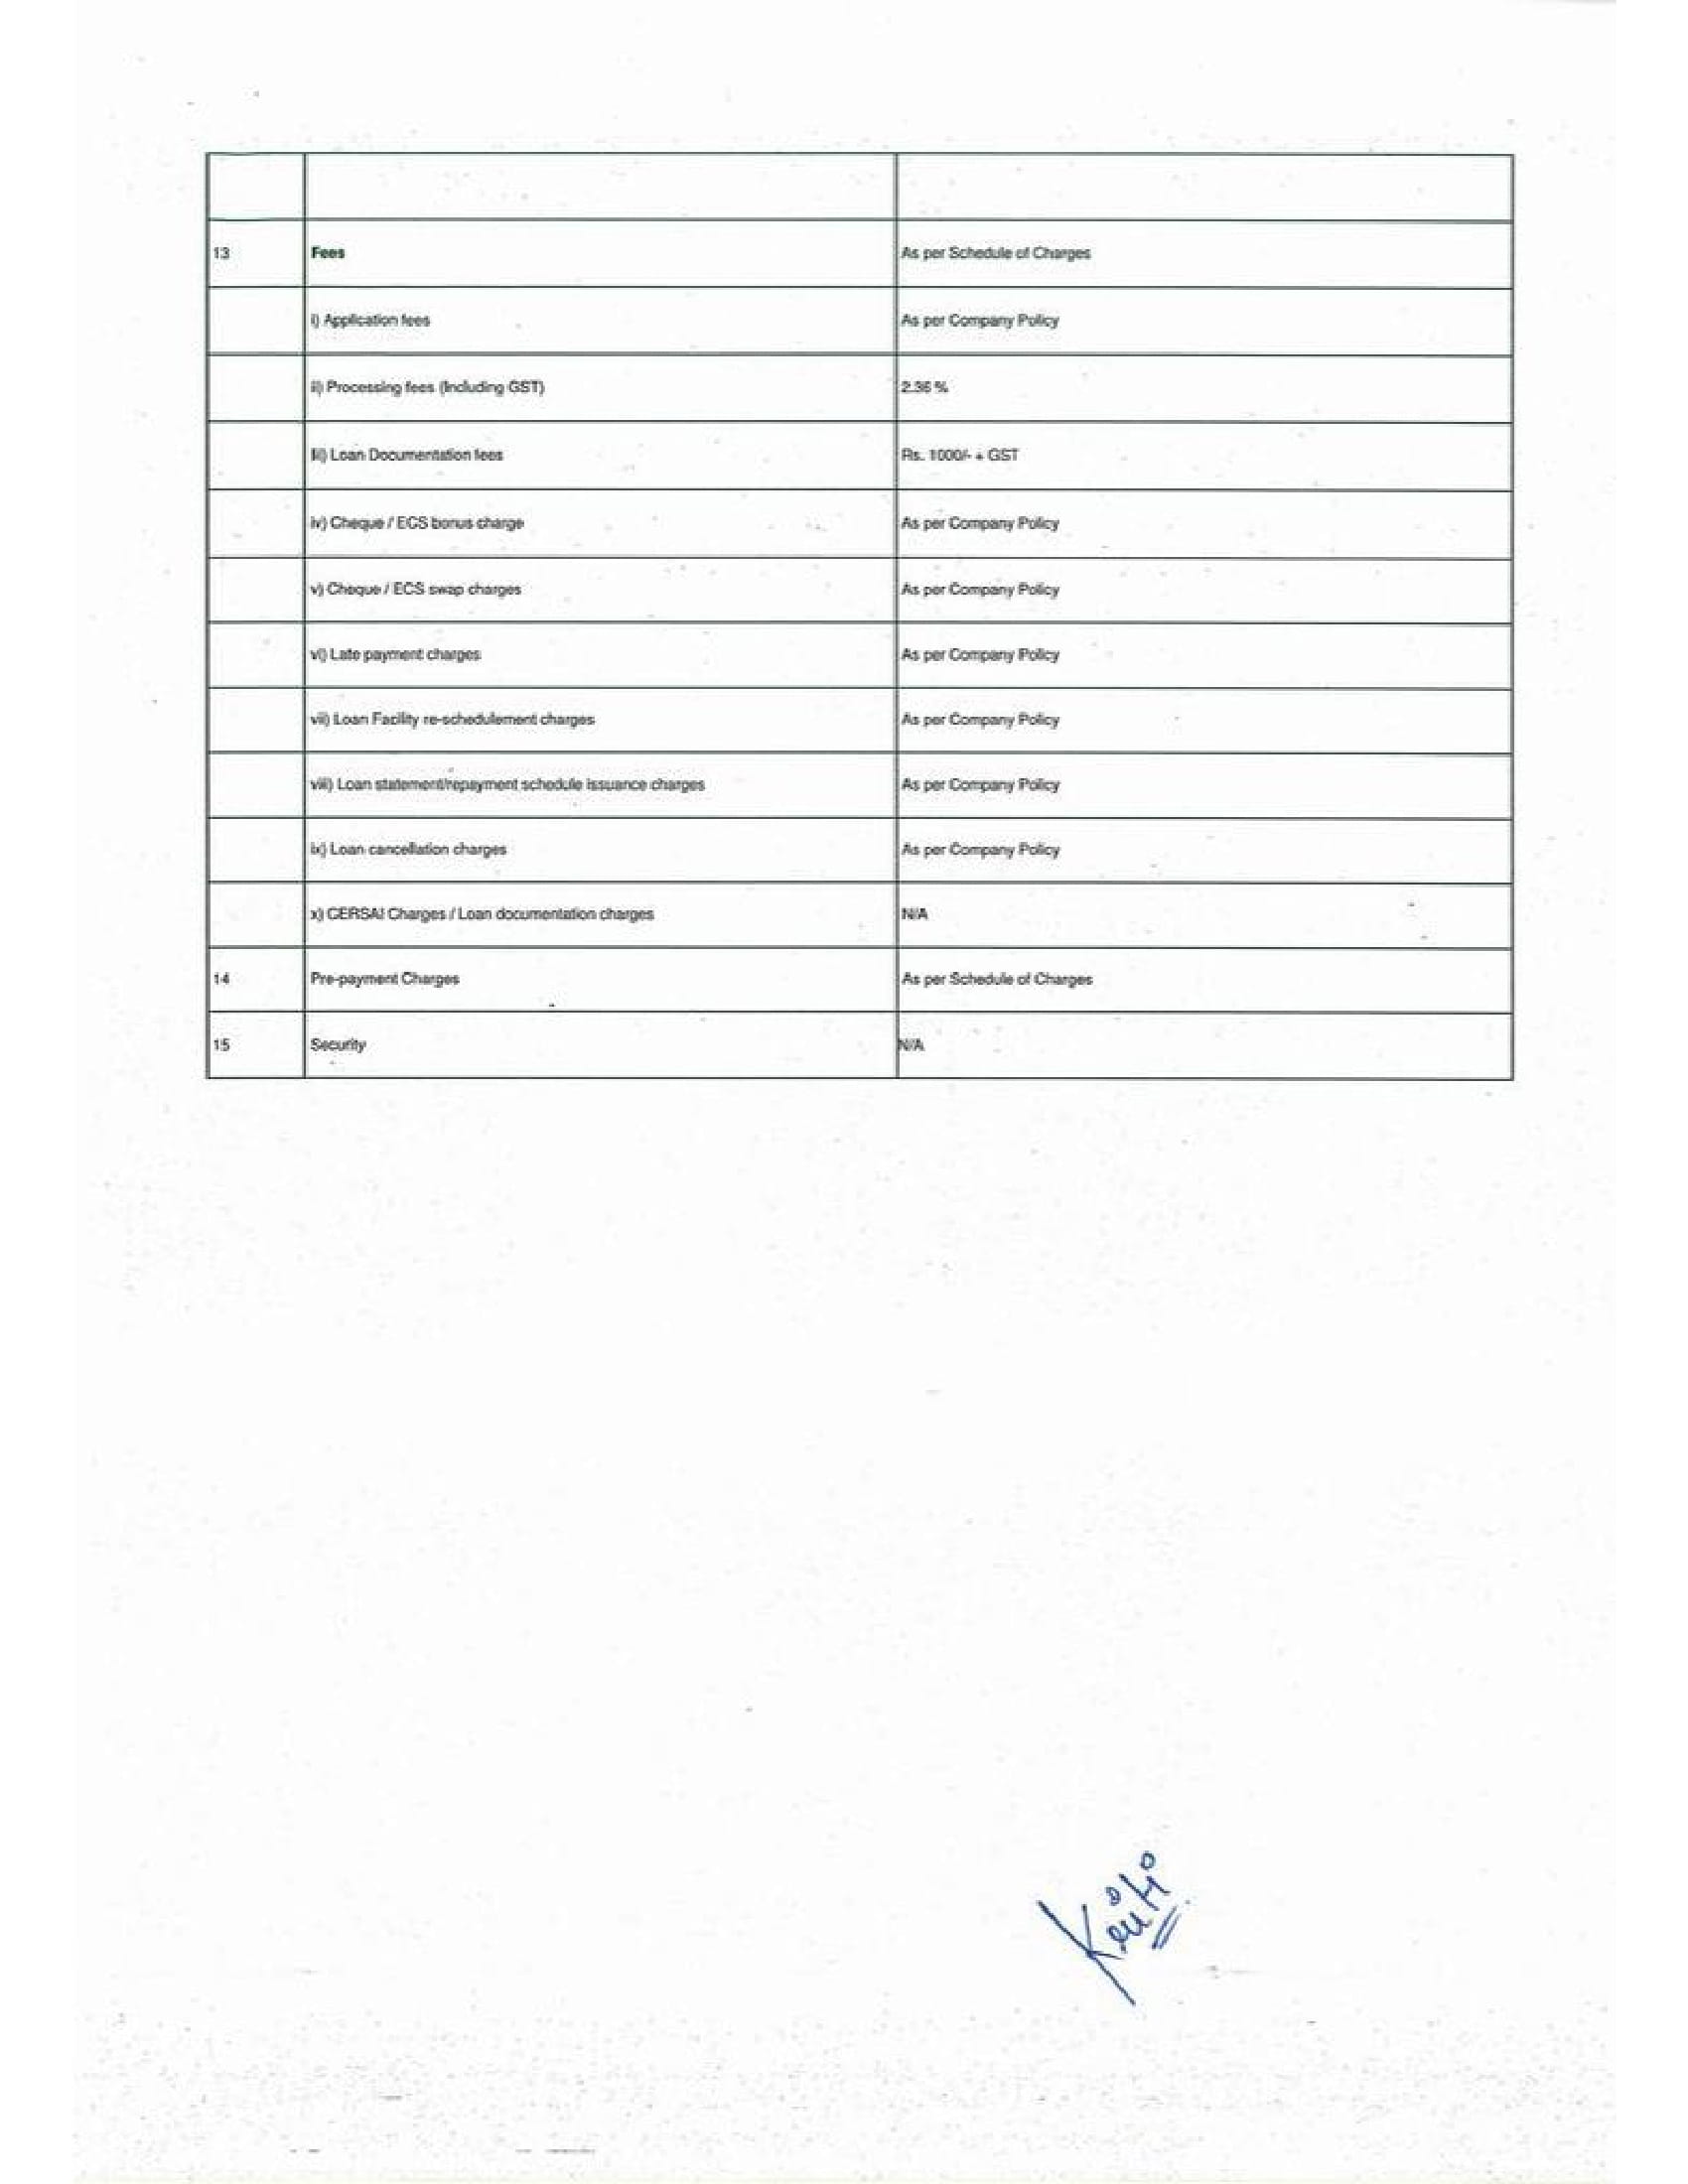 13 Fees As per Schedule of Charges
i) Application fees As per Company Policy
ii) Processing fees (Including GST) 2.36 %
iii) Loan Documentation fees Rs. 1000/- + GST
iv) Cheque / ECS bonus charge As per Company Policy
v) Cheque / ECS swap charges As per Company Policy
vi) Late payment charges As per Company Policy
vii) Loan Facility re-schedulement charges As per Company Policy
viii) Loan statement/repayment schedule issuance charges As per Company Policy
ix) Loan cancellation charges As per Company Policy
x) CERSAI Charges / Loan documentation charges N/A
14 Pre-payment Charges As per Schedule of Charges
15 Security N/A